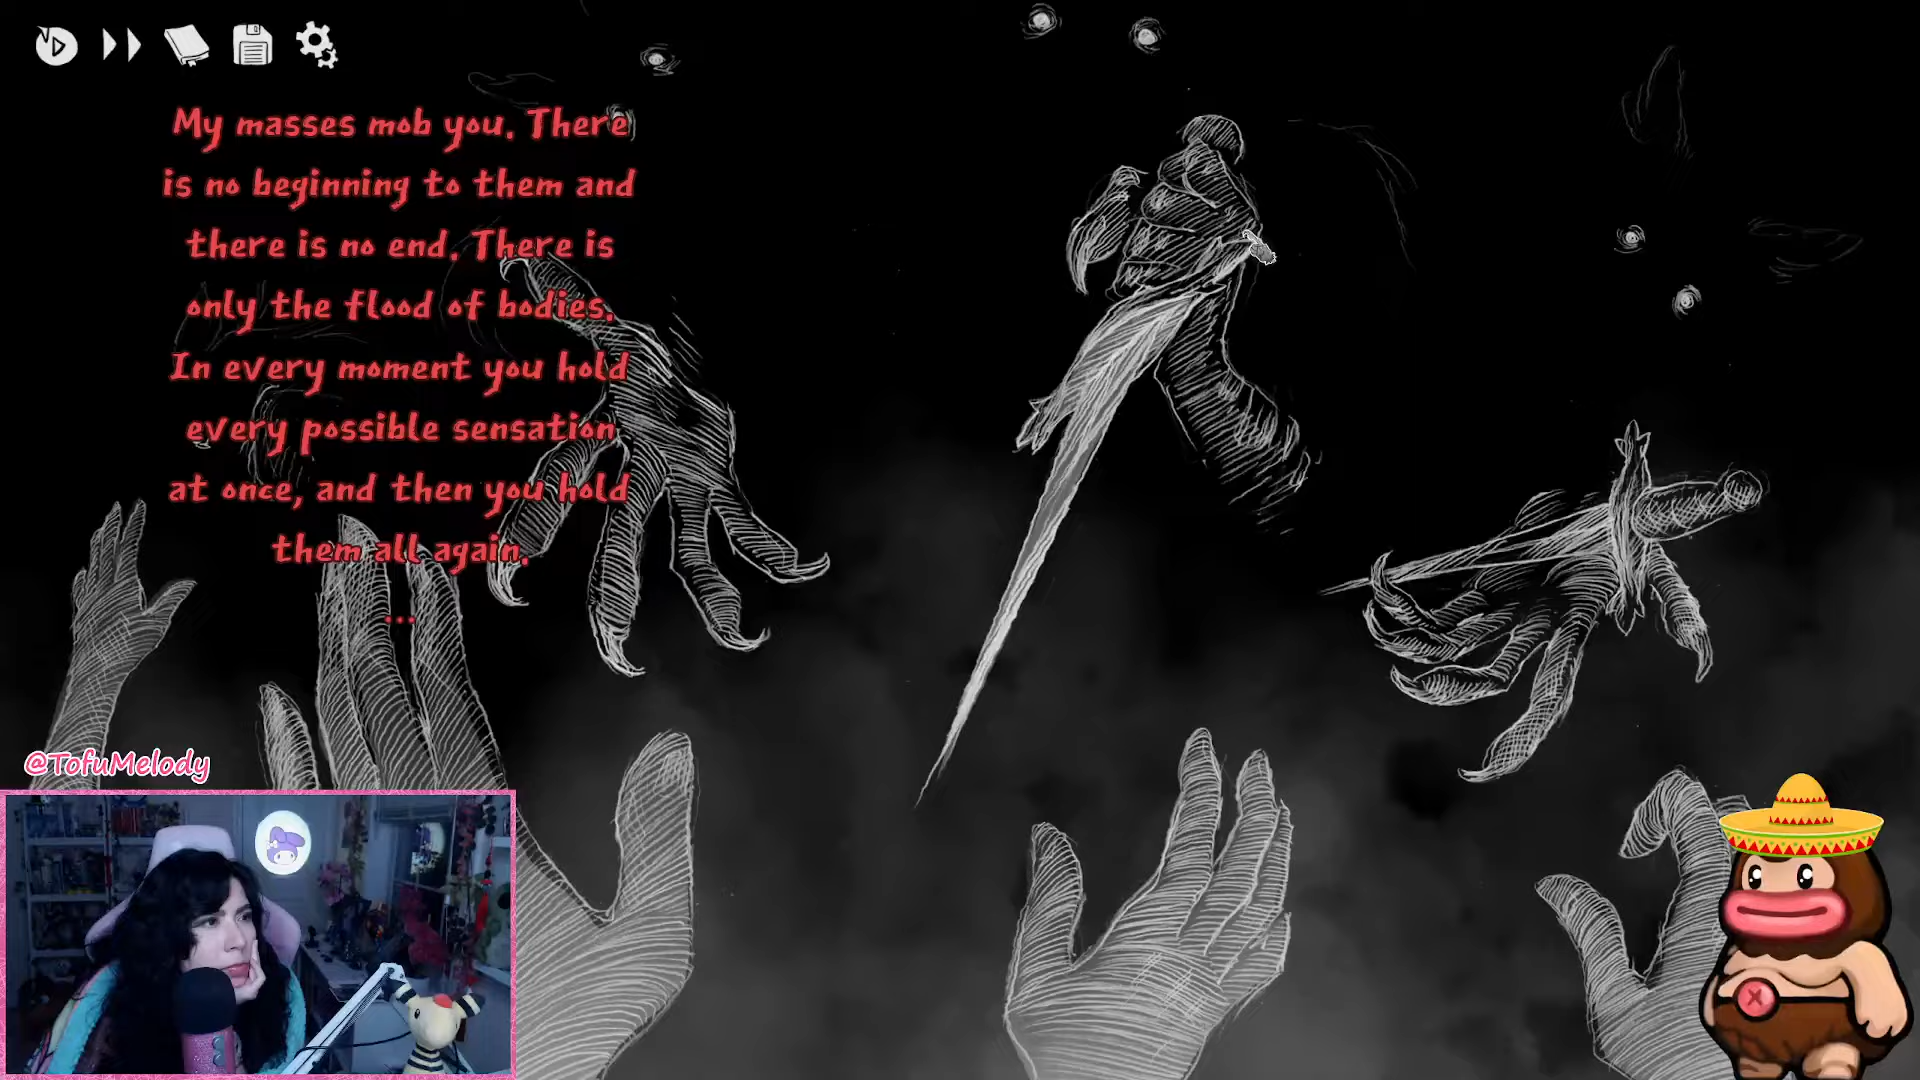 My masses mob you. There
is no beginning to them and
there is no end. There is
only the flood of bodies.
In every moment you hold
every possible sensation
at once, and then you hold
them all again.
...
@TofuMelody